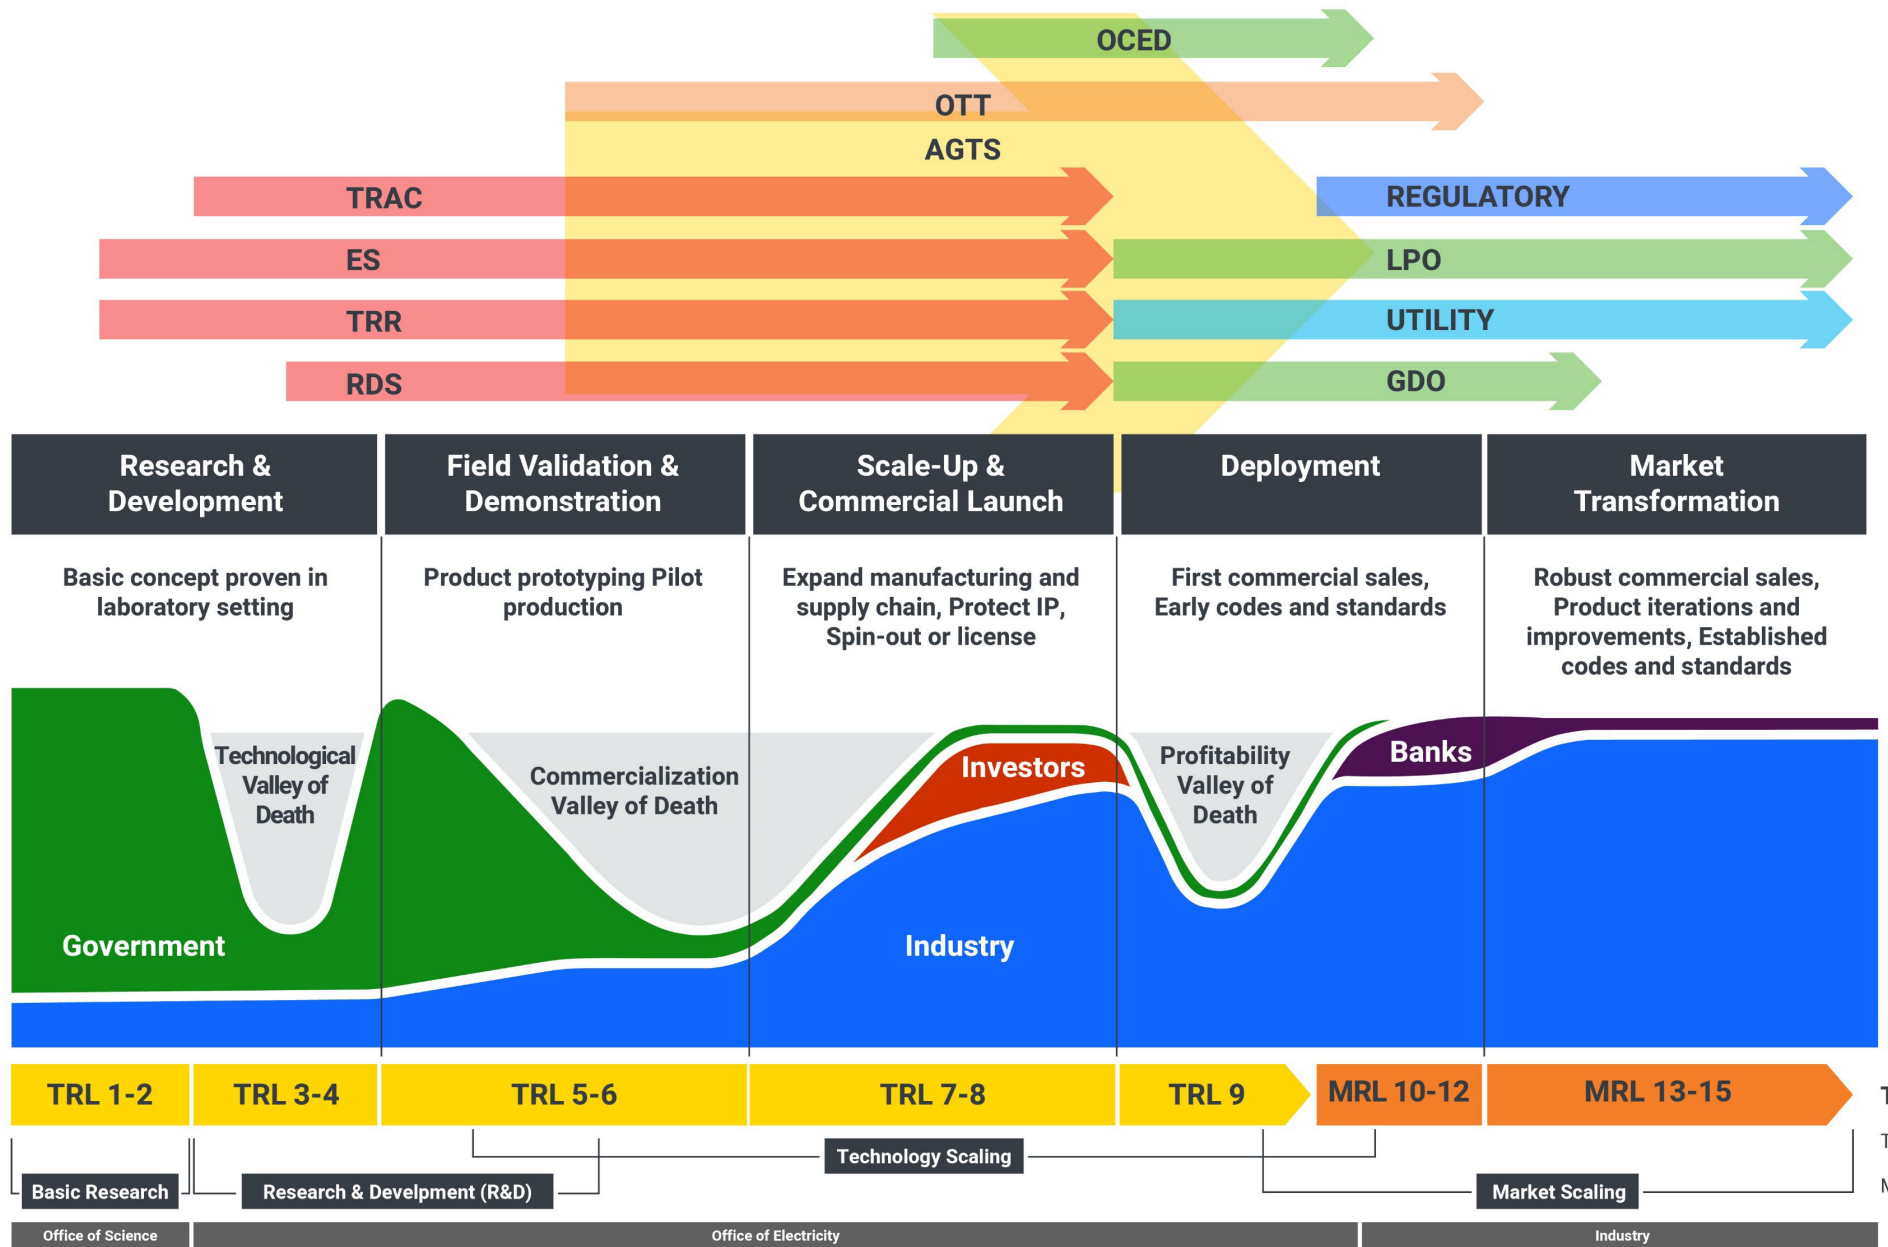 OCED
OTT
AGTS
TRAC
REGULATORY
ES
LPO
TRR
UTILITY
RDS
GDO
Research &
Development
Field Validation &
Demonstration
Scale-Up &
Commercial Launch
Deployment
Market
Transformation
Basic concept proven in
laboratory setting
Product prototyping Pilot
production
Expand manufacturing and
supply chain, Protect IP,
Spin-out or license
First commercial sales,
Early codes and standards
Robust commercial sales,
Product iterations and
improvements, Established
codes and standards
Technological
Valley of
Death
Commercialization
Valley of Death
Investors
Profitability
Valley of
Death
Banks
Government
Industry
TRL 1-2
TRL 3-4
TRL 5-6
TRL 7-8
TRL 9
MRL 10-12
MRL 13-15
Technology Scaling
Basic Research
Research & Develpment (R&D)
Market Scaling
Office of Science
Office of Electricity
Industry